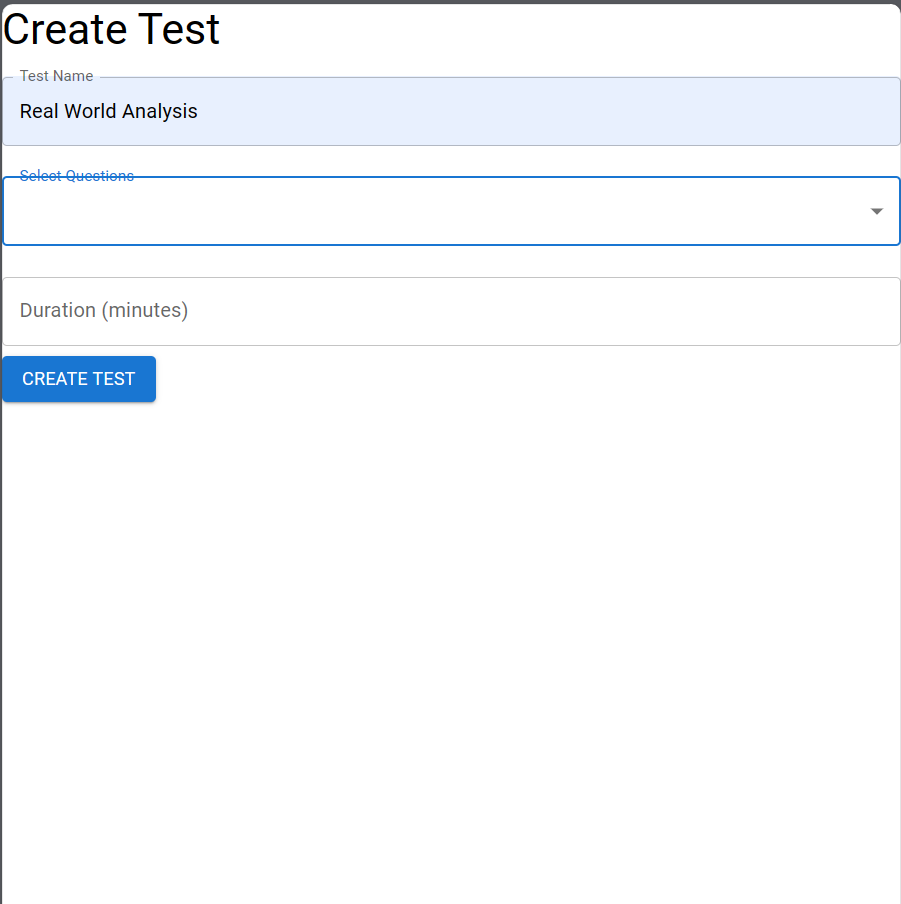 Create Test
Test Name
Real World Analysis
Select Questions
Duration (minutes)
CREATE TEST